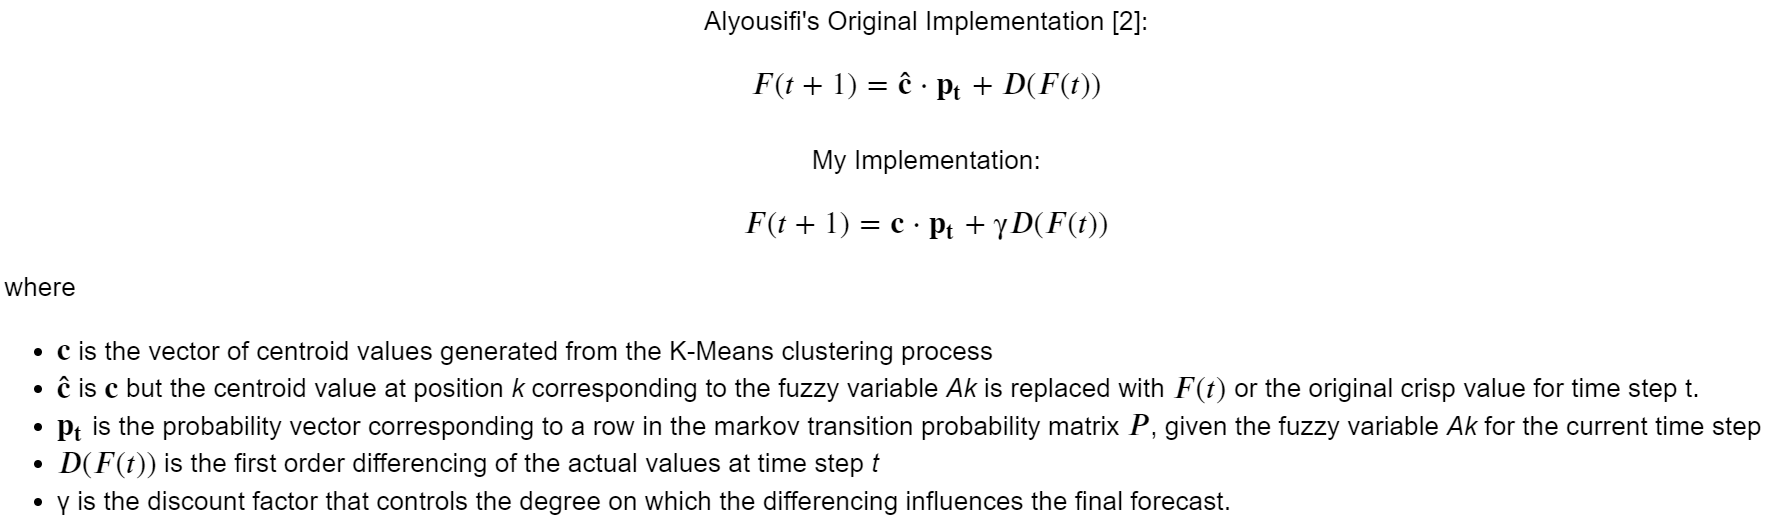 Alyousifi's Original Implementation [2]:
F(t + 1) = ĉ · pₜ + D(F(t))
My Implementation:
F(t + 1) = c · pₜ + γD(F(t))
where
• c is the vector of centroid values generated from the K-Means clustering process
• ĉ is c but the centroid value at position k corresponding to the fuzzy variable Ak is replaced with F(t) or the original crisp value for time step t.
• pₜ is the probability vector corresponding to a row in the markov transition probability matrix P, given the fuzzy variable Ak for the current time step
• D(F(t)) is the first order differencing of the actual values at time step t
• γ is the discount factor that controls the degree on which the differencing influences the final forecast.